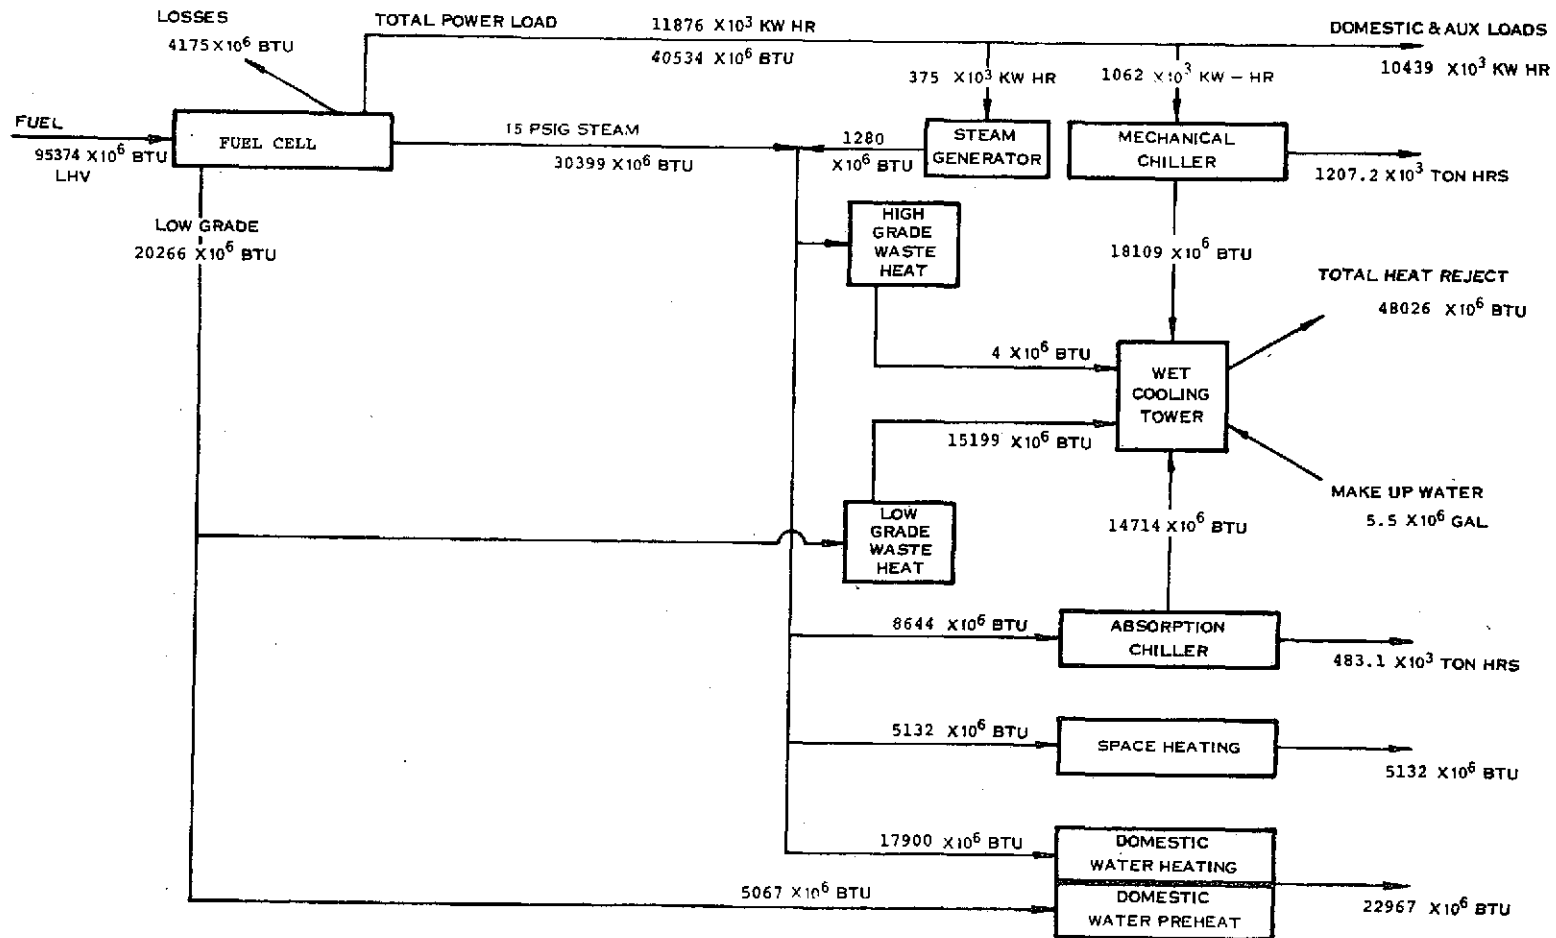 LOSSES
4175 X10⁶ BTU
TOTAL POWER LOAD
11876 X10³ KW HR
40534 X10⁶ BTU
DOMESTIC & AUX LOADS
10439 X10³ KW HR
375 X10³ KW HR
1062 X10³ KW – HR
FUEL
95374 X10⁶ BTU
LHV
FUEL CELL
15 PSIG STEAM
30399 X10⁶ BTU
1280
X10⁶ BTU
STEAM
GENERATOR
MECHANICAL
CHILLER
1207.2 X10³ TON HRS
LOW GRADE
20266 X10⁶ BTU
HIGH
GRADE
WASTE
HEAT
18109 X10⁶ BTU
TOTAL HEAT REJECT
48026 X10⁶ BTU
4 X10⁶ BTU
WET
COOLING
TOWER
15199 X10⁶ BTU
MAKE UP WATER
5.5 X10⁶ GAL
LOW
GRADE
WASTE
HEAT
14714 X10⁶ BTU
8644 X10⁶ BTU
ABSORPTION
CHILLER
483.1 X10³ TON HRS
5132 X10⁶ BTU
SPACE HEATING
5132 X10⁶ BTU
17900 X10⁶ BTU
DOMESTIC
WATER HEATING
5067 X10⁶ BTU
DOMESTIC
WATER PREHEAT
22967 X10⁶ BTU